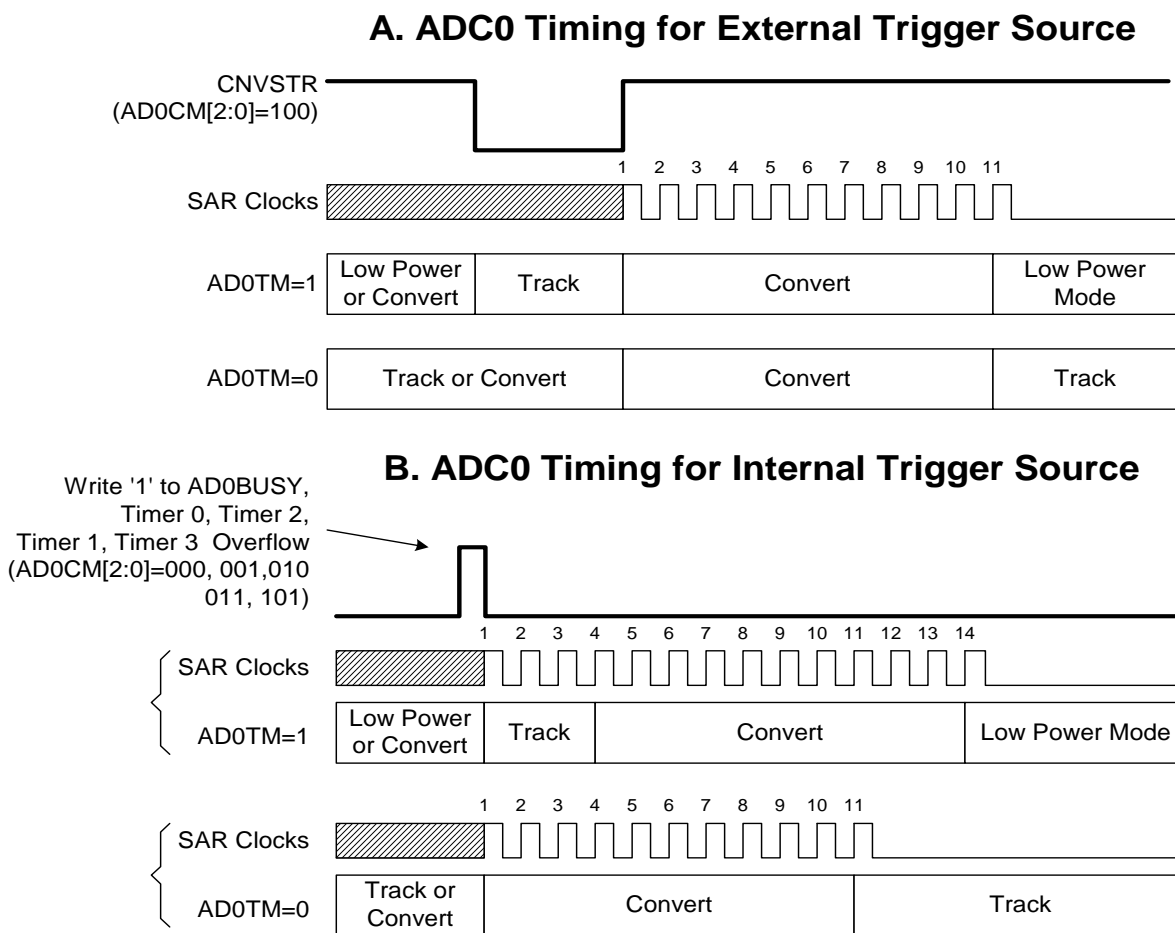 A. ADC0 Timing for External Trigger Source
CNVSTR
(AD0CM[2:0]=100)
1 2 3 4 5 6 7 8 9 10 11
SAR Clocks
AD0TM=1
Low Power
or Convert
Track
Convert
Low Power
Mode
AD0TM=0
Track or Convert
Convert
Track
B. ADC0 Timing for Internal Trigger Source
Write '1' to AD0BUSY,
Timer 0, Timer 2,
Timer 1, Timer 3 Overflow
(AD0CM[2:0]=000, 001,010
011, 101)
1 2 3 4 5 6 7 8 9 10 11 12 13 14
SAR Clocks
AD0TM=1
Low Power
or Convert
Track
Convert
Low Power Mode
1 2 3 4 5 6 7 8 9 10 11
SAR Clocks
AD0TM=0
Track or
Convert
Convert
Track